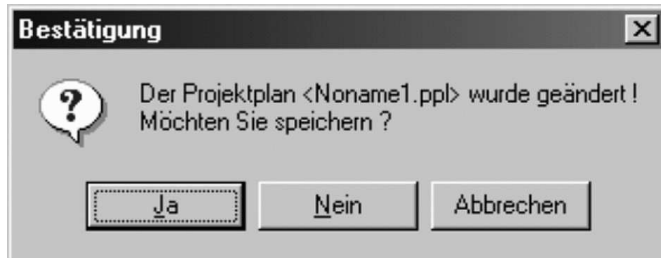 Bestätigung
Der Projektplan <Noname1.ppl> wurde geändert !
Möchten Sie speichern ?
Ja Nein Abbrechen